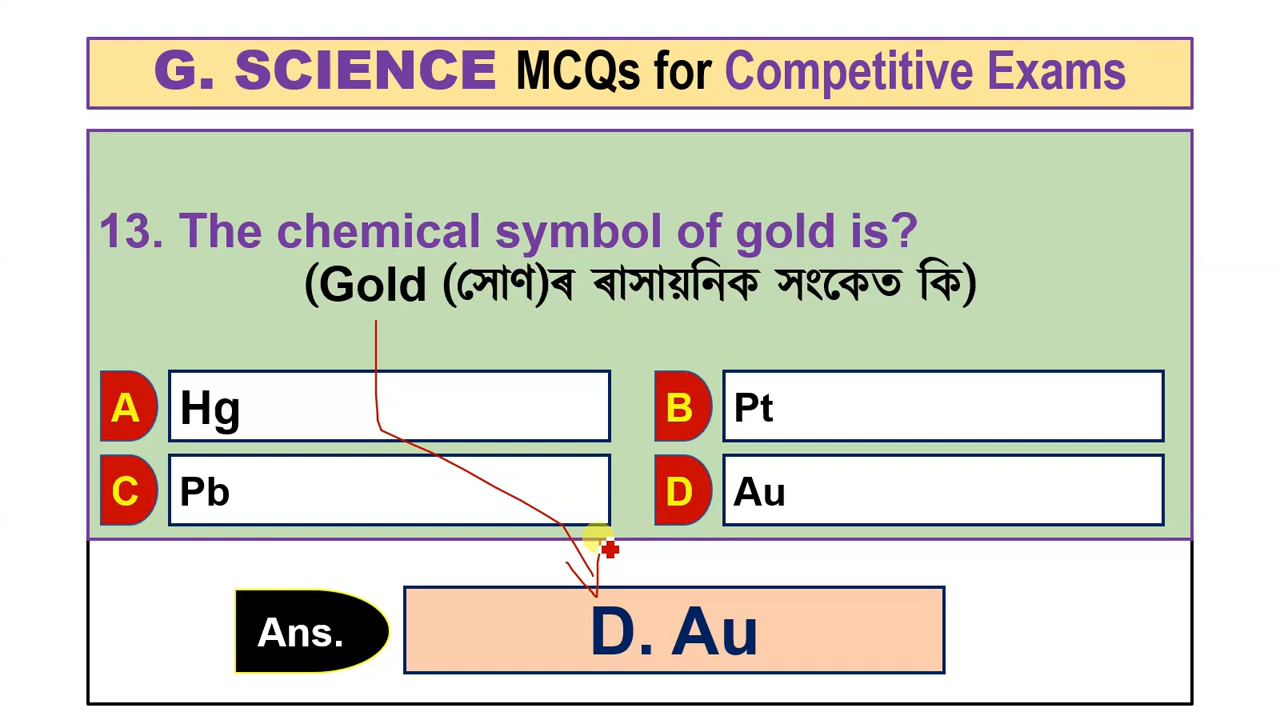 G. SCIENCE MCQs for Competitive Exams
13. The chemical symbol of gold is?
(Gold (সোণ)ৰ ৰাসায়নিক সংকেত কি)
A Hg
B Pt
C Pb
D Au
Ans. D. Au